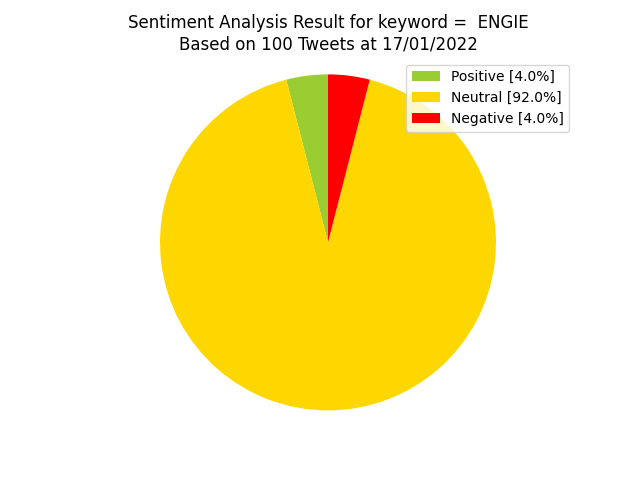 Sentiment Analysis Result for keyword =  ENGIE
Based on 100 Tweets at 17/01/2022
Positive [4.0%]
Neutral [92.0%]
Negative [4.0%]